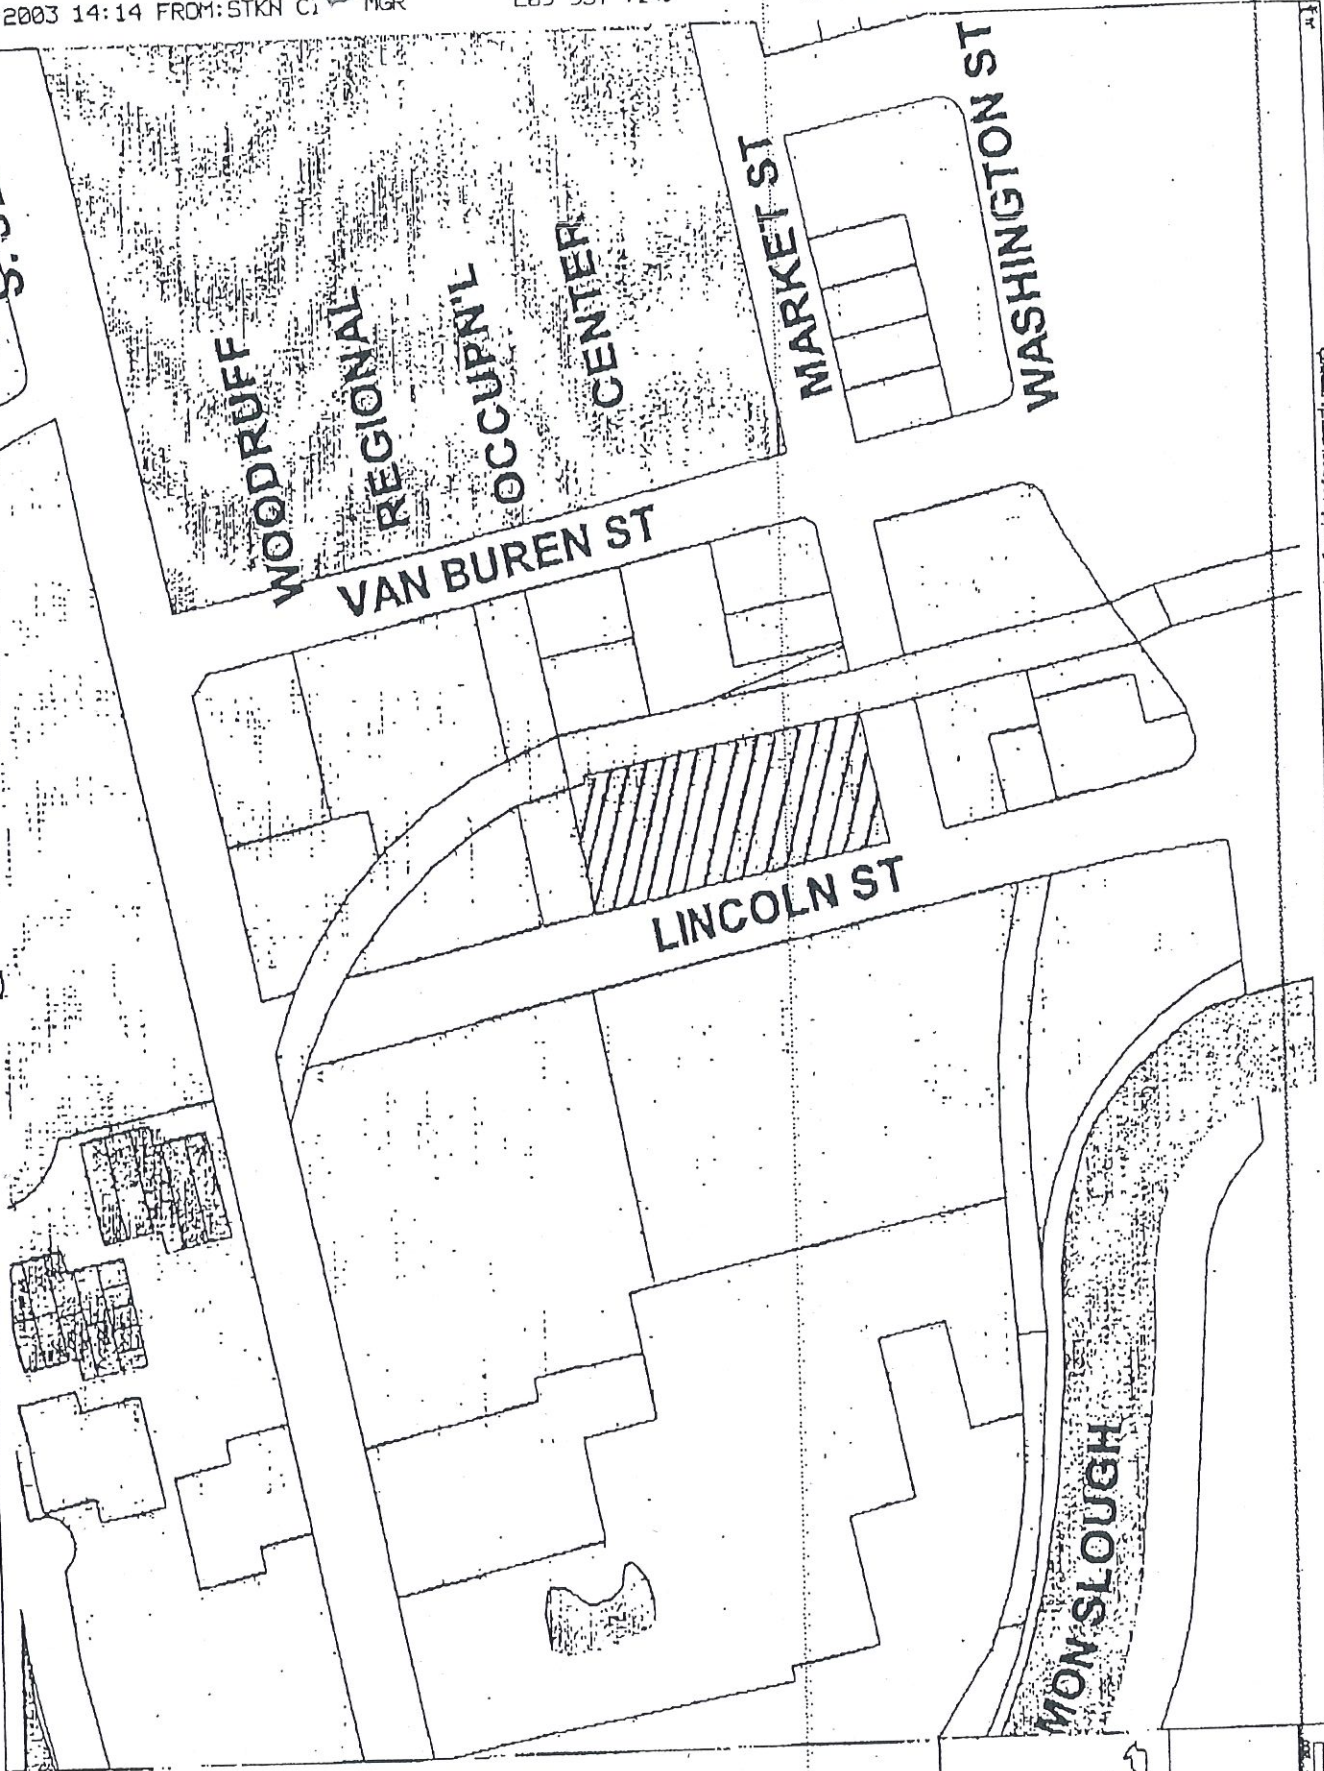 2003 14:14 FROM:STKN
MGR
WASHINGTON ST
MARKET ST
WOODRUFF
REGIONAL
OCCUPN'L
CENTER
VAN BUREN ST
LINCOLN ST
MON SLOUGH